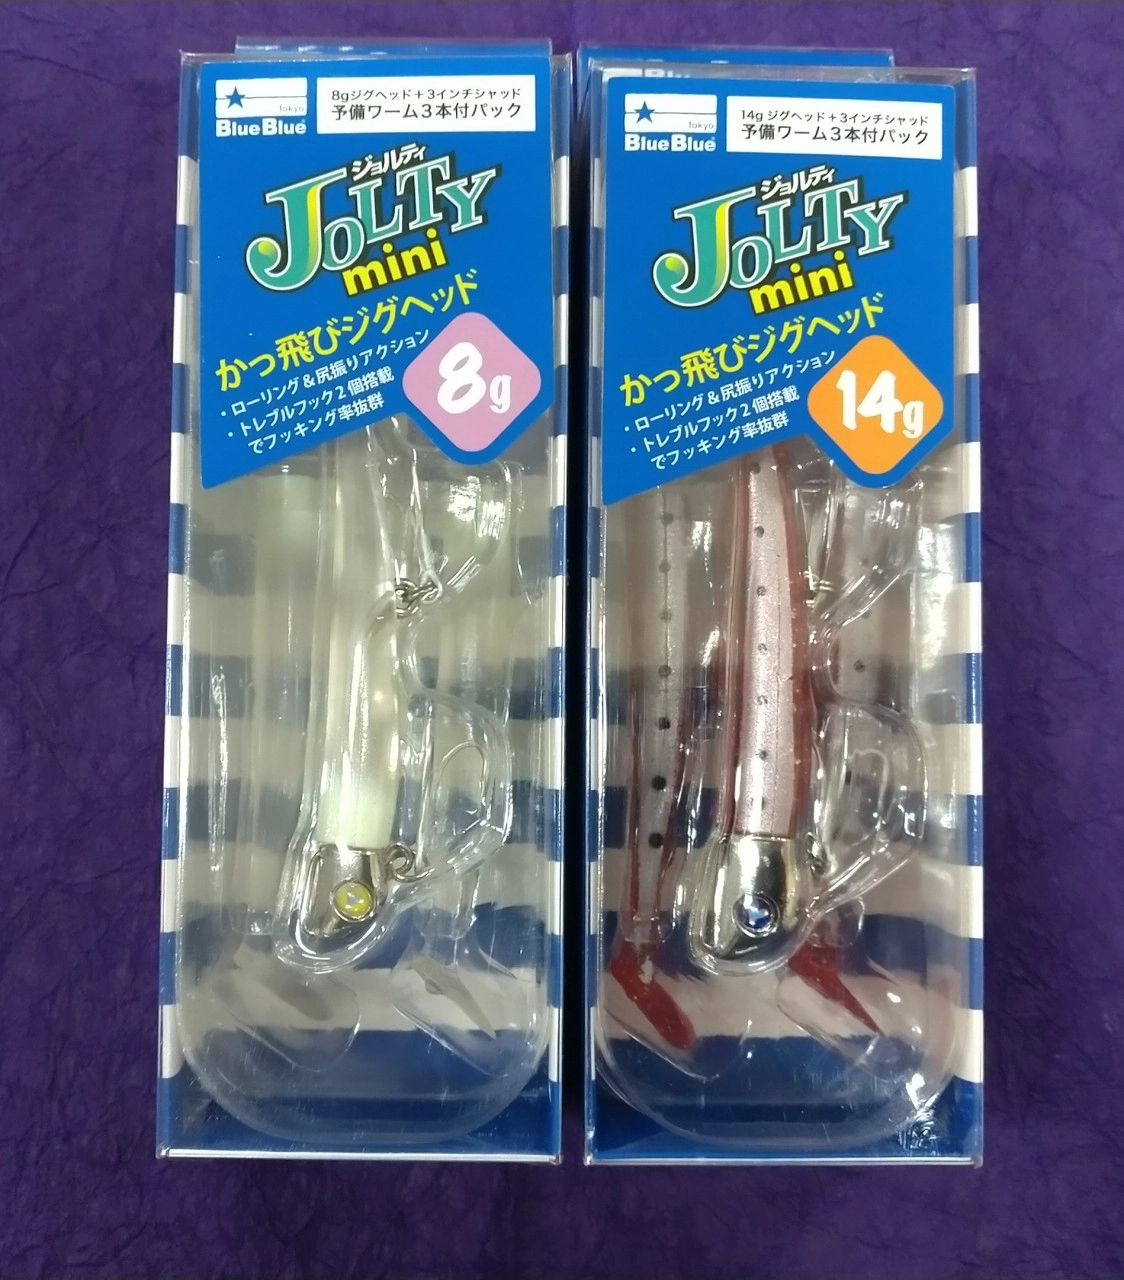 Tokyo
BlueBlue
8gジグヘッド＋3インチシャッド
予備ワーム3本付パック
ジョルティ
JOLTY
mini
かっ飛びジグヘッド
・ローリング＆尻振りアクション
・トレブルフック2個搭載
でフッキング率抜群
8g
Tokyo
BlueBlue
14g ジグヘッド＋3インチシャッド
予備ワーム3本付パック
ジョルティ
JOLTY
mini
かっ飛びジグヘッド
・ローリング＆尻振りアクション
・トレブルフック2個搭載
でフッキング率抜群
14g